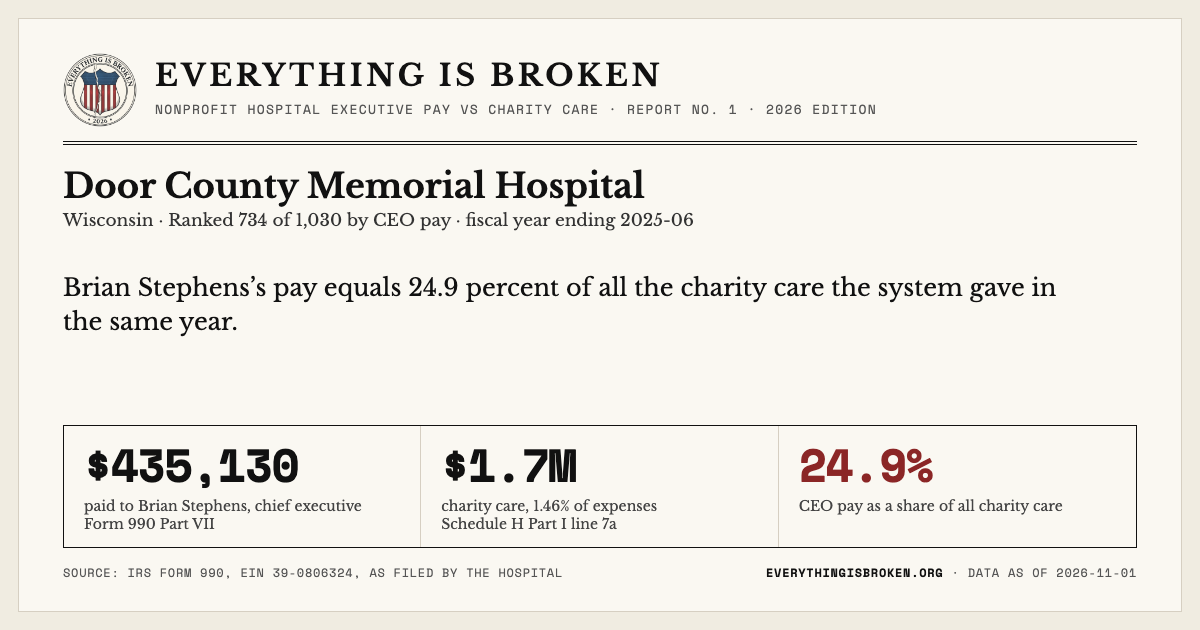 EVERYTHING IS BROKEN
· 2026 ·
EVERYTHING IS BROKEN
NONPROFIT HOSPITAL EXECUTIVE PAY VS CHARITY CARE · REPORT NO. 1 · 2026 EDITION
Door County Memorial Hospital
Wisconsin · Ranked 734 of 1,030 by CEO pay · fiscal year ending 2025-06
Brian Stephens’s pay equals 24.9 percent of all the charity care the system gave in
the same year.
$435,130
paid to Brian Stephens, chief executive
Form 990 Part VII
$1.7M
charity care, 1.46% of expenses
Schedule H Part I line 7a
24.9%
CEO pay as a share of all charity care
SOURCE: IRS FORM 990, EIN 39-0806324, AS FILED BY THE HOSPITAL
EVERYTHINGISBROKEN.ORG · DATA AS OF 2026-11-01